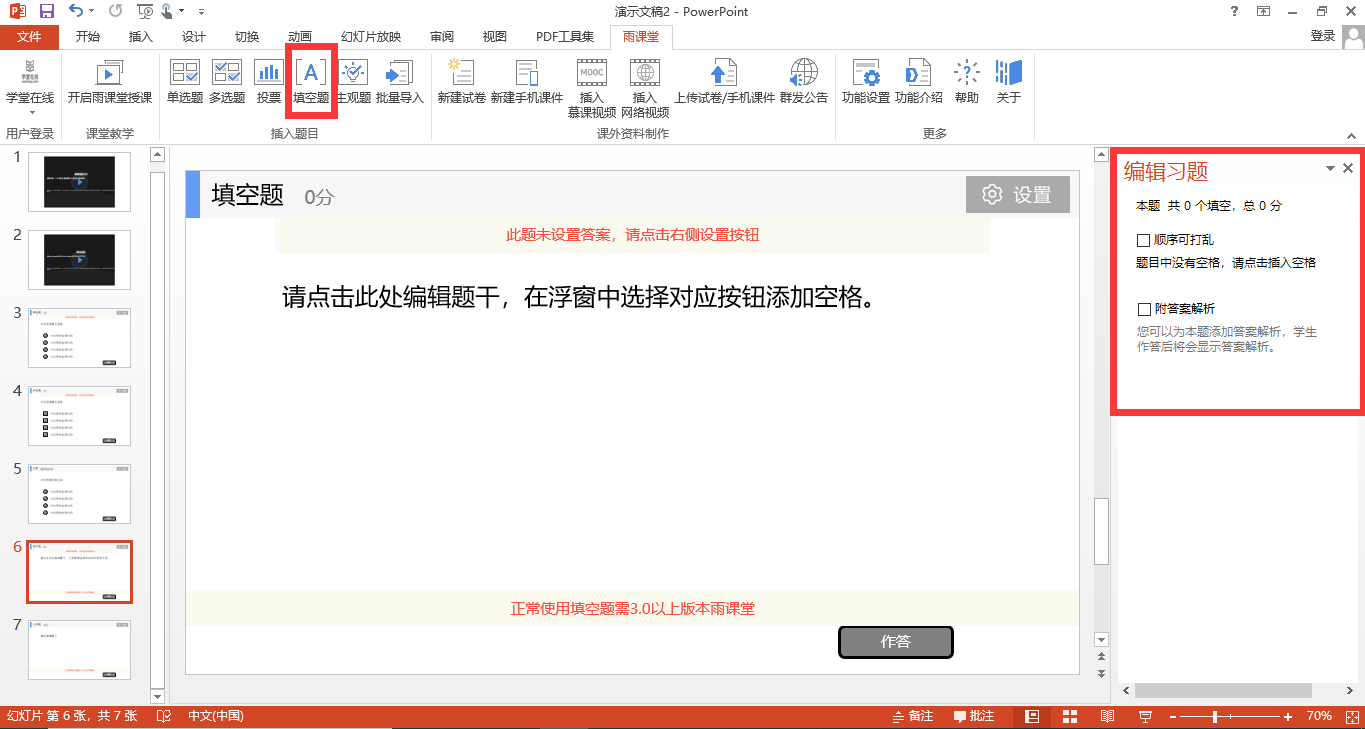 演示文稿2 - PowerPoint
?
文件 开始 插入 设计 切换 动画 幻灯片放映 审阅 视图 PDF工具集 雨课堂 登录
学堂在线 开启雨课堂授课 单选题 多选题 投票 填空题 主观题 批量导入 新建试卷 新建手机课件 插入 慕课视频 插入 网络视频 上传试卷/手机课件 群发公告 功能设置 功能介绍 帮助 关于
用户登录 课堂教学 插入题目 课外资料制作 更多
1
2
3
4
5
6
7
填空题 0分 设置
此题未设置答案，请点击右侧设置按钮
请点击此处编辑题干，在浮窗中选择对应按钮添加空格。
正常使用填空题需3.0以上版本雨课堂
作答
编辑习题
本题 共 0 个填空，总 0 分
顺序可打乱
题目中没有空格，请点击插入空格
附答案解析
您可以为本题添加答案解析，学生
作答后将会显示答案解析。
幻灯片 第 6 张，共 7 张 中文(中国) 备注 批注 70%